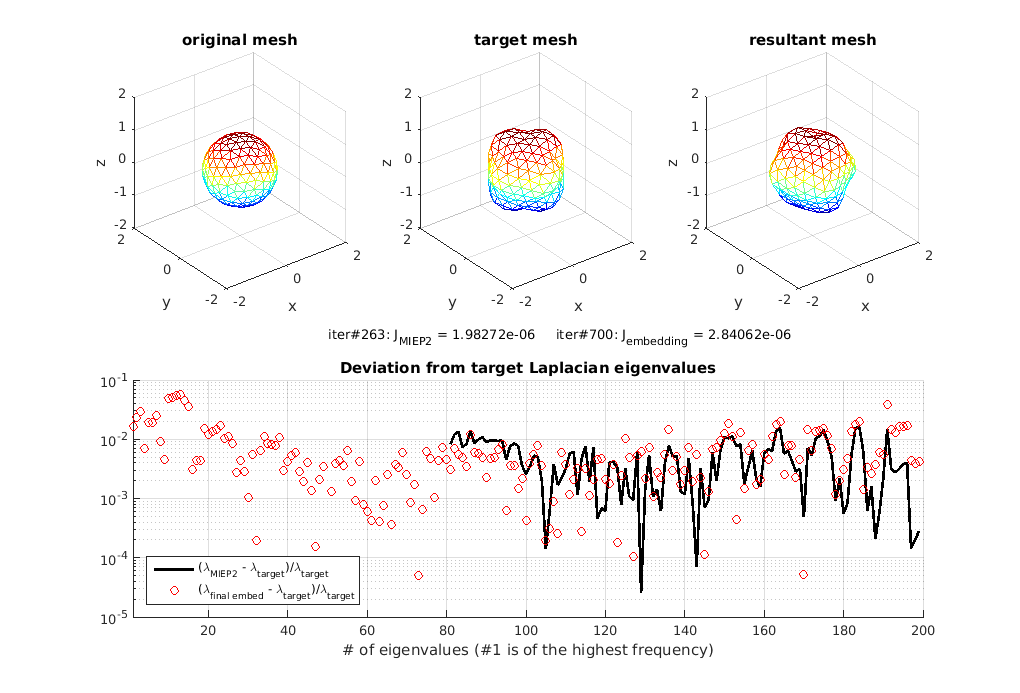 original mesh
target mesh
resultant mesh
2
1
0
-1
-2
z
2
0
-2
y
-2
0
2
x
2
1
0
-1
-2
z
2
0
-2
y
-2
0
2
x
2
1
0
-1
-2
z
2
0
-2
y
-2
0
2
x
iter#263: J_MIEP2 = 1.98272e-06 iter#700: J_embedding = 2.84062e-06
Deviation from target Laplacian eigenvalues
10^-1
10^-2
10^-3
10^-4
10^-5
(λ_MIEP2 - λ_target)/λ_target
(λ_final embed - λ_target)/λ_target
20 40 60 80 100 120 140 160 180 200
# of eigenvalues (#1 is of the highest frequency)